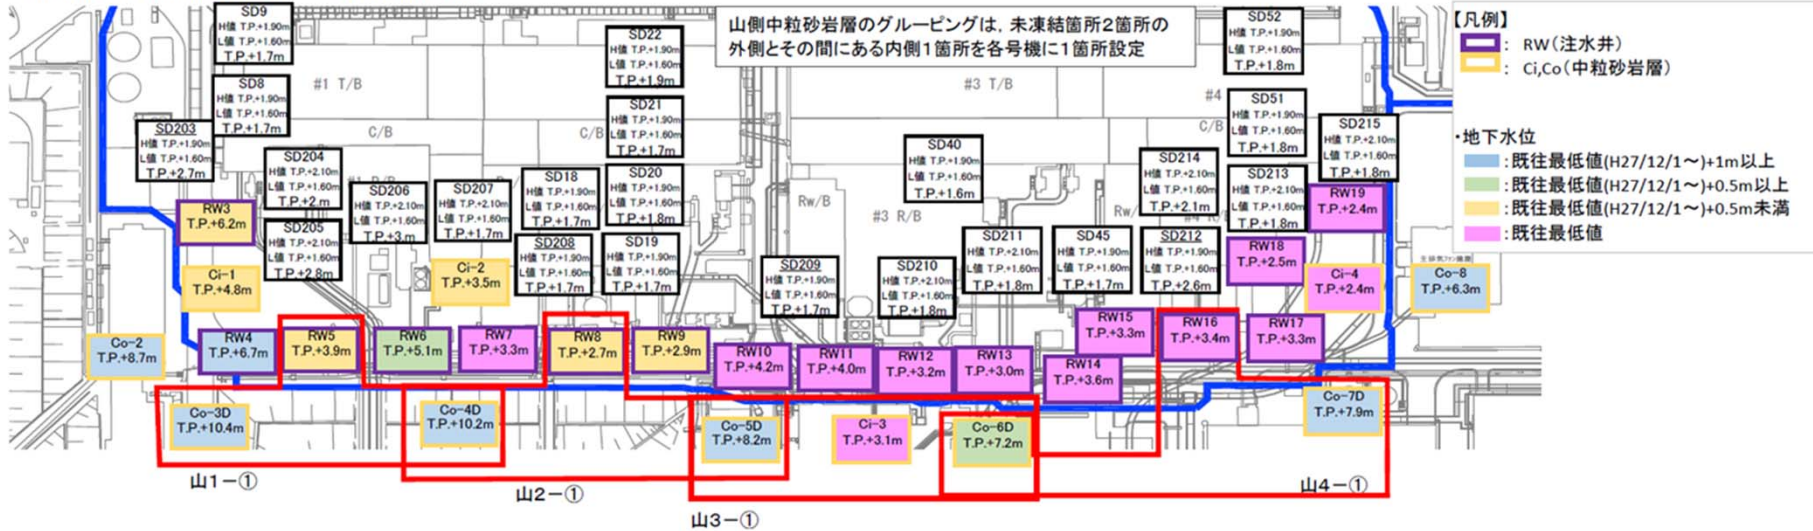 山側中粒砂岩層のグルーピングは，未凍結箇所2箇所の
外側とその間にある内側1箇所を各号機に1箇所設定
【凡例】
： RW（注水井）
： Ci,Co（中粒砂岩層）
・地下水位
：既往最低値(H27/12/1～)+1m以上
：既往最低値(H27/12/1～)+0.5m以上
：既往最低値(H27/12/1～)+0.5m未満
：既往最低値
SD9
H値 T.P.+1.90m
L値 T.P.+1.60m
T.P.+1.7m
SD8
H値 T.P.+1.90m
L値 T.P.+1.60m
T.P.+1.7m
SD203
H値 T.P.+1.90m
L値 T.P.+1.60m
T.P.+2.7m
SD204
H値 T.P.+2.10m
L値 T.P.+1.60m
T.P.+2.m
SD205
H値 T.P.+2.10m
L値 T.P.+1.60m
T.P.+2.8m
SD206
H値 T.P.+2.10m
L値 T.P.+1.60m
T.P.+3.m
SD207
H値 T.P.+2.10m
L値 T.P.+1.60m
T.P.+1.7m
SD18
H値 T.P.+1.90m
L値 T.P.+1.60m
T.P.+1.7m
SD208
H値 T.P.+1.90m
L値 T.P.+1.60m
T.P.+1.7m
SD22
H値 T.P.+1.90m
L値 T.P.+1.60m
T.P.+1.9m
SD21
H値 T.P.+1.90m
L値 T.P.+1.60m
T.P.+1.7m
SD20
H値 T.P.+1.90m
L値 T.P.+1.60m
T.P.+1.8m
SD19
H値 T.P.+1.90m
L値 T.P.+1.60m
T.P.+1.7m
SD209
H値 T.P.+1.90m
L値 T.P.+1.60m
T.P.+1.7m
SD210
H値 T.P.+2.10m
L値 T.P.+1.60m
T.P.+1.8m
SD40
H値 T.P.+1.90m
L値 T.P.+1.60m
T.P.+1.6m
SD211
H値 T.P.+2.10m
L値 T.P.+1.60m
T.P.+1.8m
SD45
H値 T.P.+1.90m
L値 T.P.+1.60m
T.P.+1.7m
SD214
H値 T.P.+2.10m
L値 T.P.+1.60m
T.P.+2.1m
SD212
H値 T.P.+1.90m
L値 T.P.+1.60m
T.P.+2.6m
SD52
H値 T.P.+1.90m
L値 T.P.+1.60m
T.P.+1.8m
SD51
H値 T.P.+1.90m
L値 T.P.+1.60m
T.P.+1.8m
SD213
H値 T.P.+2.10m
L値 T.P.+1.60m
T.P.+1.8m
SD215
H値 T.P.+2.10m
L値 T.P.+1.60m
T.P.+1.8m
#1 T/B
C/B
C/B
Rw/B
#3 T/B
#3 R/B
Rw/
#4
C/B
RW3
T.P.+6.2m
Ci-1
T.P.+4.8m
Ci-2
T.P.+3.5m
RW19
T.P.+2.4m
RW18
T.P.+2.5m
Ci-4
T.P.+2.4m
Co-8
T.P.+6.3m
Co-2
T.P.+8.7m
RW4
T.P.+6.7m
RW5
T.P.+3.9m
RW6
T.P.+5.1m
RW7
T.P.+3.3m
RW8
T.P.+2.7m
RW9
T.P.+2.9m
RW10
T.P.+4.2m
RW11
T.P.+4.0m
RW12
T.P.+3.2m
RW13
T.P.+3.0m
RW14
T.P.+3.6m
RW15
T.P.+3.3m
RW16
T.P.+3.4m
RW17
T.P.+3.3m
Co-3D
T.P.+10.4m
Co-4D
T.P.+10.2m
Co-5D
T.P.+8.2m
Ci-3
T.P.+3.1m
Co-6D
T.P.+7.2m
Co-7D
T.P.+7.9m
山1－①
山2－①
山3－①
山4－①